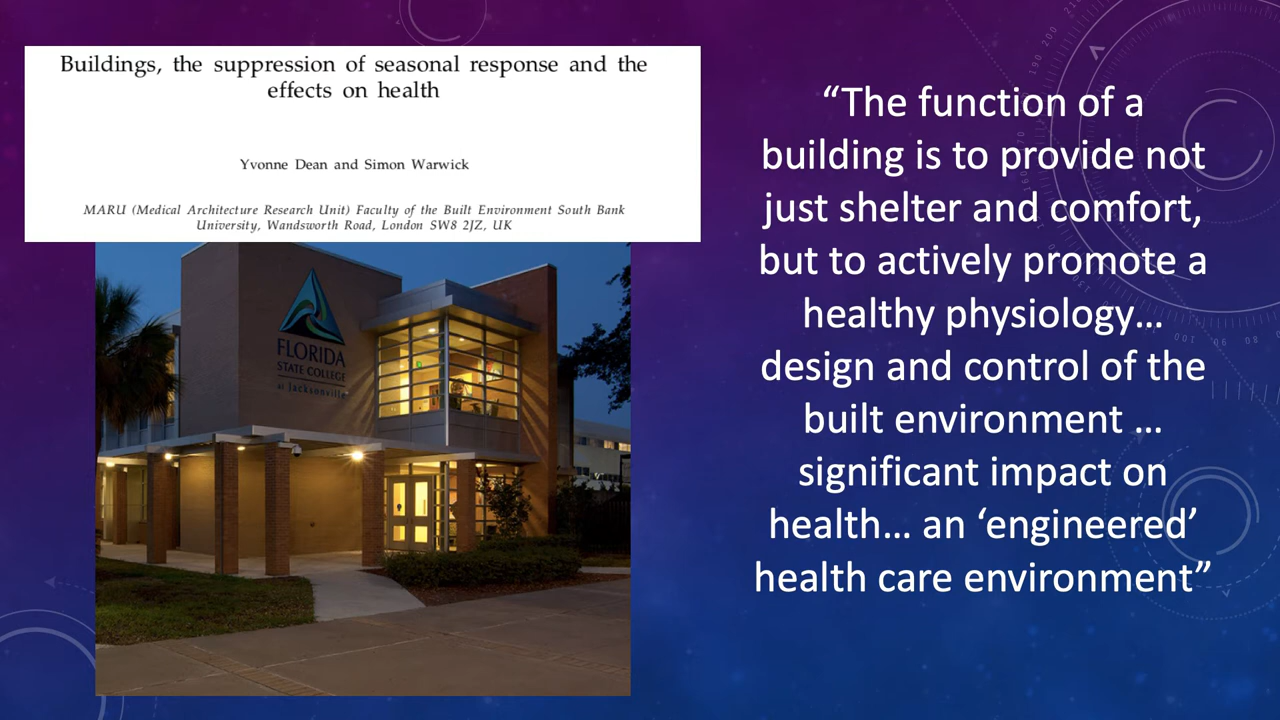 Buildings, the suppression of seasonal response and the
effects on health
Yvonne Dean and Simon Warwick
MARU (Medical Architecture Research Unit) Faculty of the Built Environment South Bank
University, Wandsworth Road, London SW8 2JZ, UK
FLORIDA
STATE COLLEGE
at Jacksonville
“The function of a
building is to provide not
just shelter and comfort,
but to actively promote a
healthy physiology...
design and control of the
built environment ...
significant impact on
health... an ‘engineered’
health care environment”